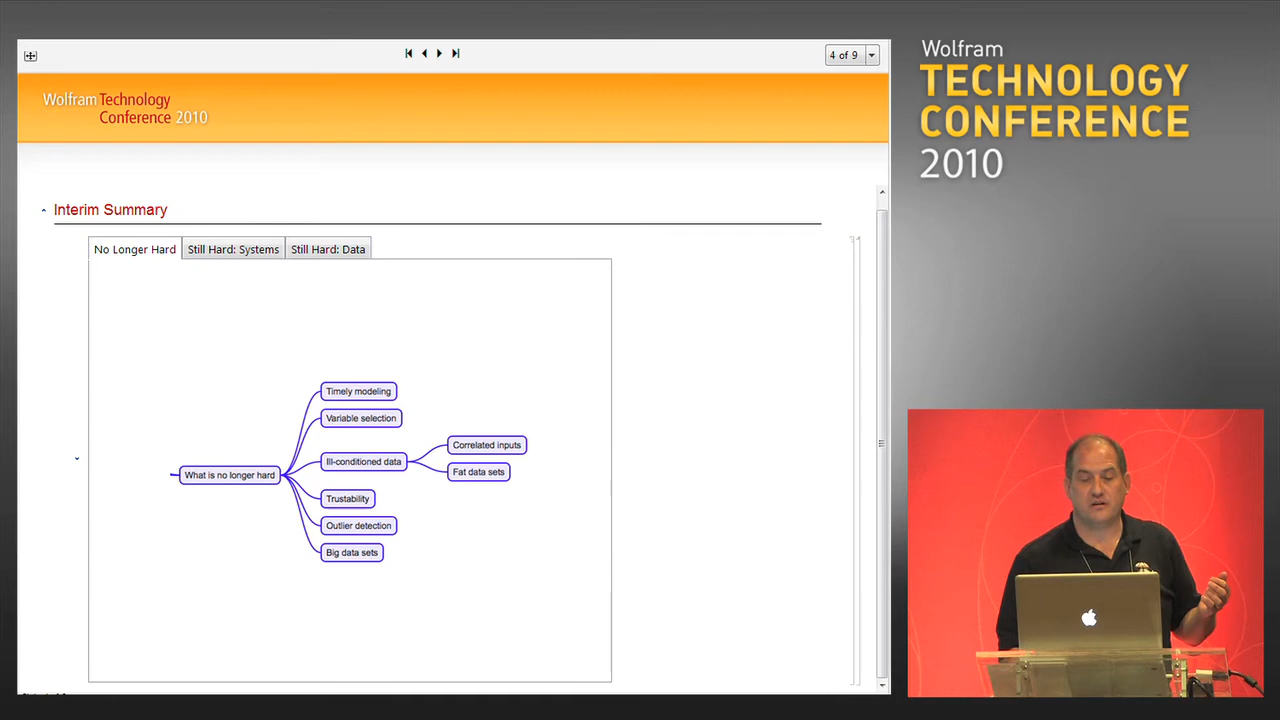 4 of 9
Wolfram Technology
Conference 2010
Interim Summary
No Longer Hard
Still Hard: Systems
Still Hard: Data
Timely modeling
Variable selection
Correlated inputs
Ill-conditioned data
Fat data sets
What is no longer hard
Trustability
Outlier detection
Big data sets
Wolfram
TECHNOLOGY
CONFERENCE
2010